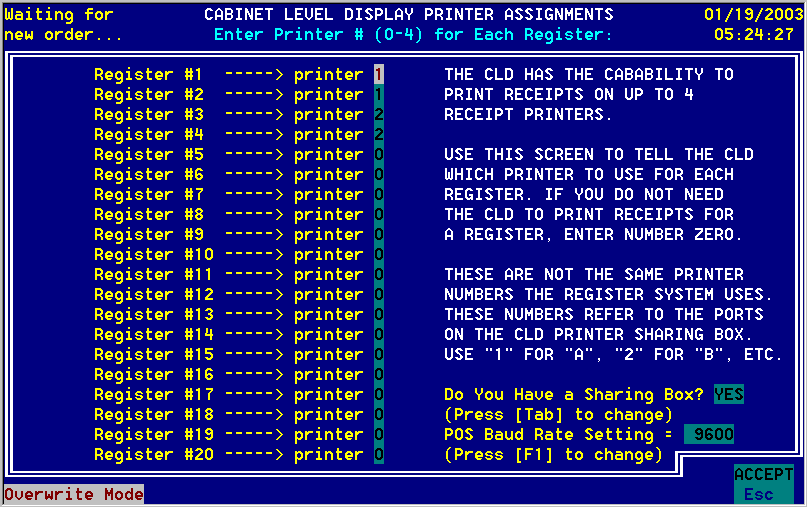 Waiting for
new order...
CABINET LEVEL DISPLAY PRINTER ASSIGNMENTS
Enter Printer # (0-4) for Each Register:
01/19/2003
05:24:27
Register #1 -----> printer 1
Register #2 -----> printer 1
Register #3 -----> printer 2
Register #4 -----> printer 2
Register #5 -----> printer 0
Register #6 -----> printer 0
Register #7 -----> printer 0
Register #8 -----> printer 0
Register #9 -----> printer 0
Register #10 -----> printer 0
Register #11 -----> printer 0
Register #12 -----> printer 0
Register #13 -----> printer 0
Register #14 -----> printer 0
Register #15 -----> printer 0
Register #16 -----> printer 0
Register #17 -----> printer 0
Register #18 -----> printer 0
Register #19 -----> printer 0
Register #20 -----> printer 0
THE CLD HAS THE CABABILITY TO
PRINT RECEIPTS ON UP TO 4
RECEIPT PRINTERS.
USE THIS SCREEN TO TELL THE CLD
WHICH PRINTER TO USE FOR EACH
REGISTER. IF YOU DO NOT NEED
THE CLD TO PRINT RECEIPTS FOR
A REGISTER, ENTER NUMBER ZERO.
THESE ARE NOT THE SAME PRINTER
NUMBERS THE REGISTER SYSTEM USES.
THESE NUMBERS REFER TO THE PORTS
ON THE CLD PRINTER SHARING BOX.
USE "1" FOR "A", "2" FOR "B", ETC.
Do You Have a Sharing Box? YES
(Press [Tab] to change)
POS Baud Rate Setting = 9600
(Press [F1] to change)
ACCEPT
Esc
Overwrite Mode